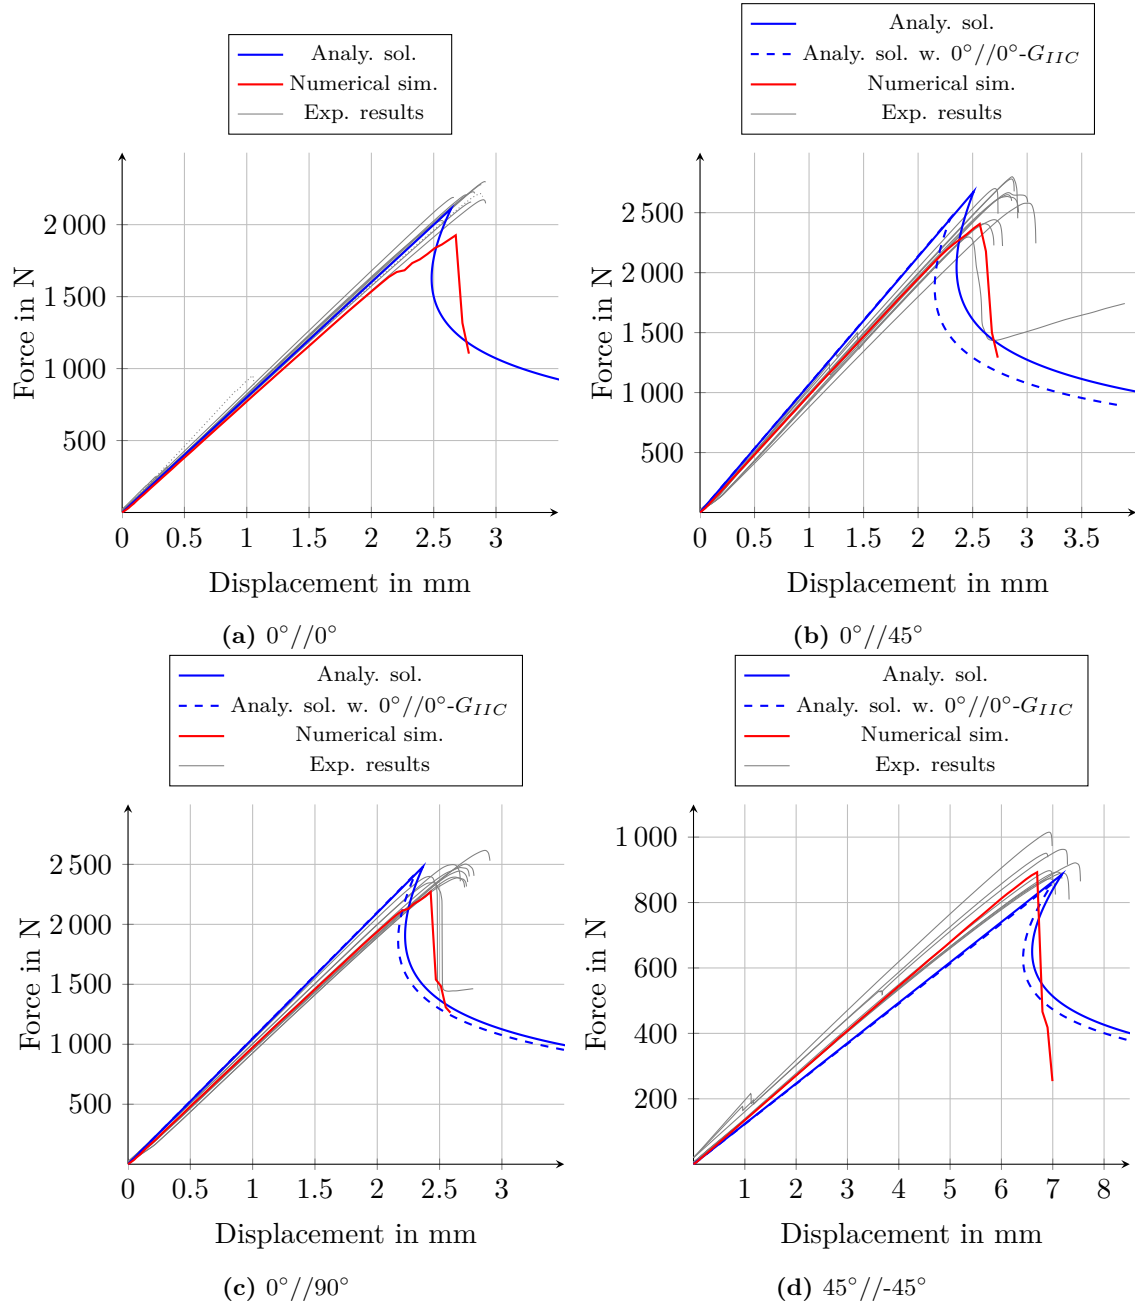 Analy. sol.
Numerical sim.
Exp. results
2 000
1 500
1 000
500
0 0.5 1 1.5 2 2.5 3
Force in N
Displacement in mm
(a) 0°//0°
Analy. sol.
Analy. sol. w. 0°//0°-G_{IIC}
Numerical sim.
Exp. results
2 500
2 000
1 500
1 000
500
0 0.5 1 1.5 2 2.5 3 3.5
Force in N
Displacement in mm
(b) 0°//45°
Analy. sol.
Analy. sol. w. 0°//0°-G_{IIC}
Numerical sim.
Exp. results
2 500
2 000
1 500
1 000
500
0 0.5 1 1.5 2 2.5 3
Force in N
Displacement in mm
(c) 0°//90°
Analy. sol.
Analy. sol. w. 0°//0°-G_{IIC}
Numerical sim.
Exp. results
1 000
800
600
400
200
1 2 3 4 5 6 7 8
Force in N
Displacement in mm
(d) 45°//-45°